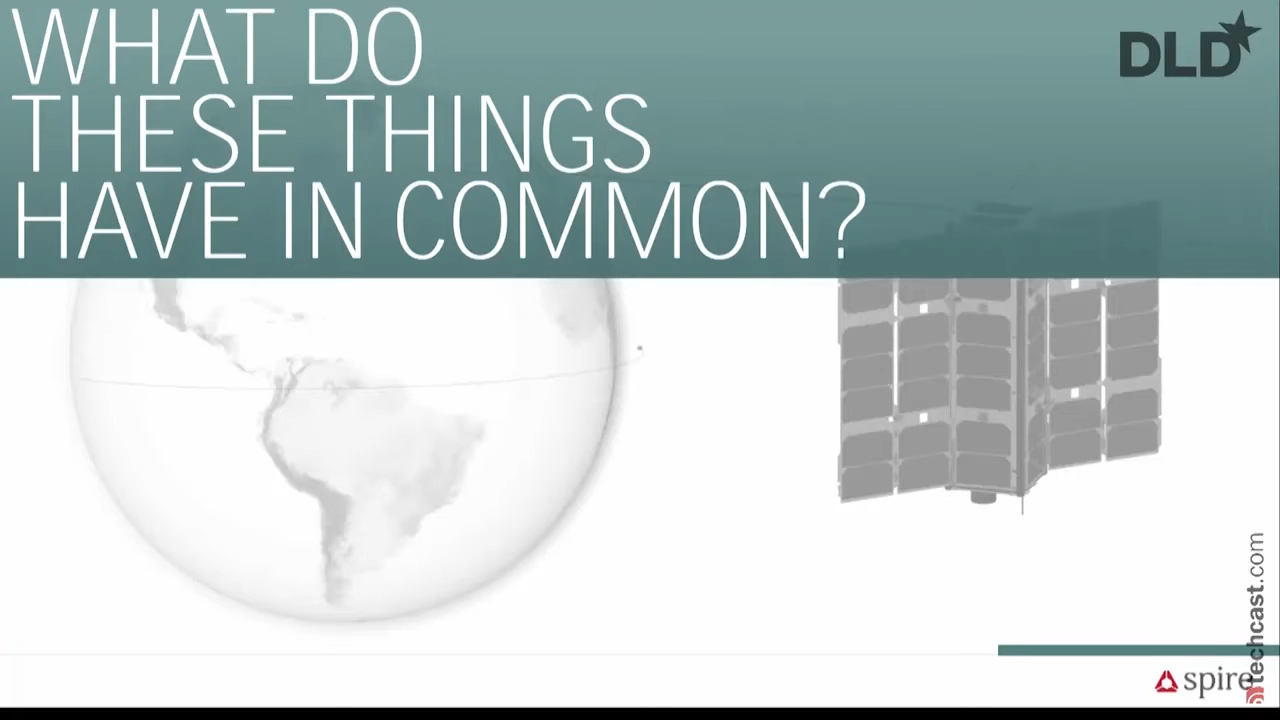 WHAT DO
THESE THINGS
HAVE IN COMMON?
DLD
techcast.com
spire